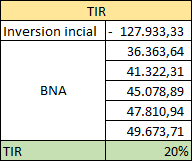 TIR
Inversion incial - 127.933,33
36.363,64
41.322,31
BNA 45.078,89
47.810,94
49.673,71
TIR 20%